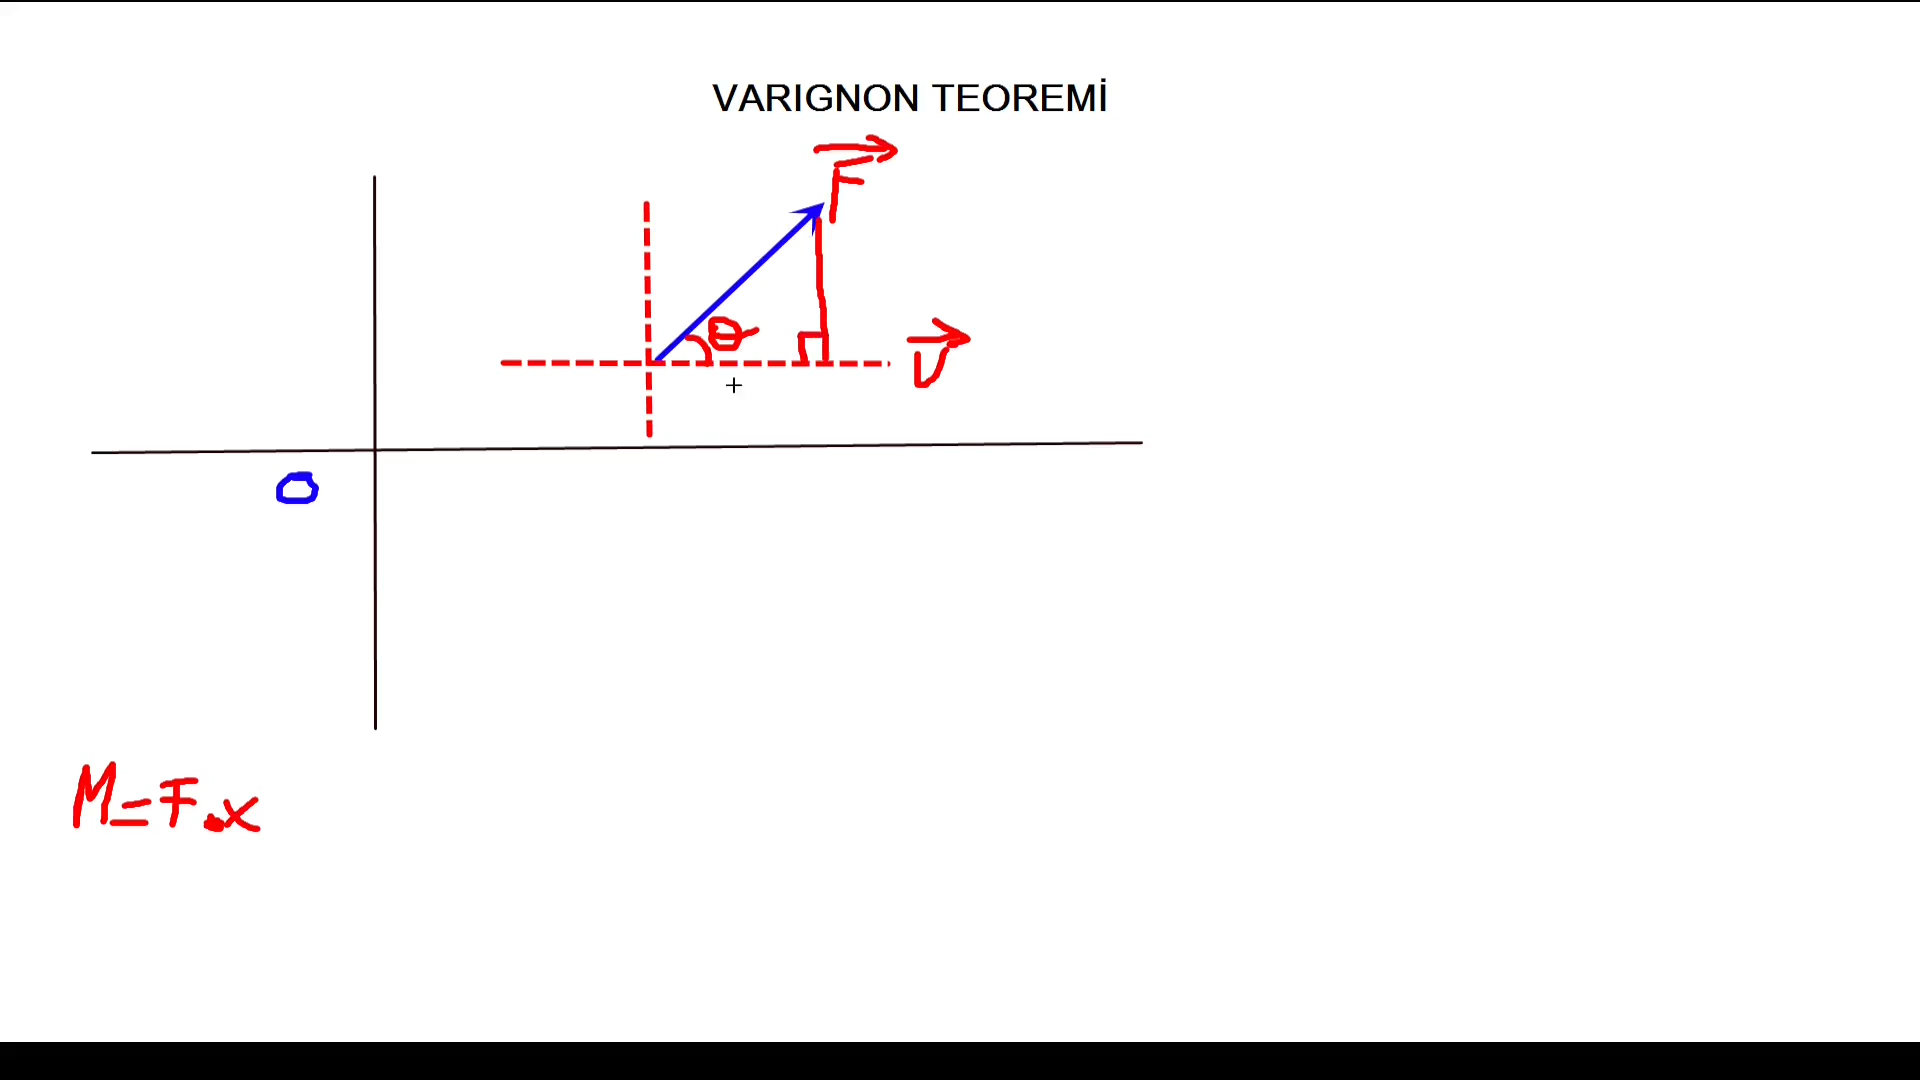 VARIGNON TEOREMİ
F
θ
U
O
M=F.x